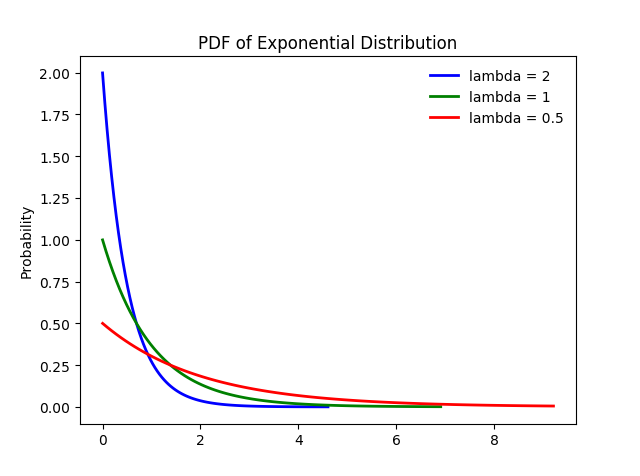 PDF of Exponential Distribution
lambda = 2
lambda = 1
lambda = 0.5
Probability
2.00
1.75
1.50
1.25
1.00
0.75
0.50
0.25
0.00
0 2 4 6 8